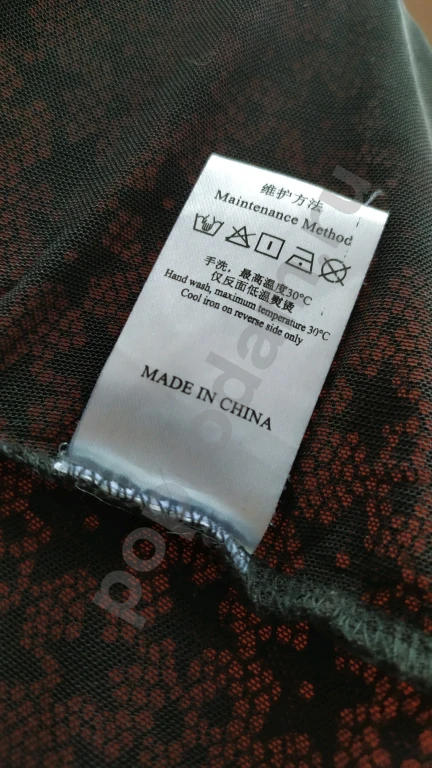 维护方法
Maintenance Method
手洗，最高温度30°C
仅反面低温熨烫
Hand wash, maximum temperature 30°C
Cool iron on reverse side only
MADE IN CHINA